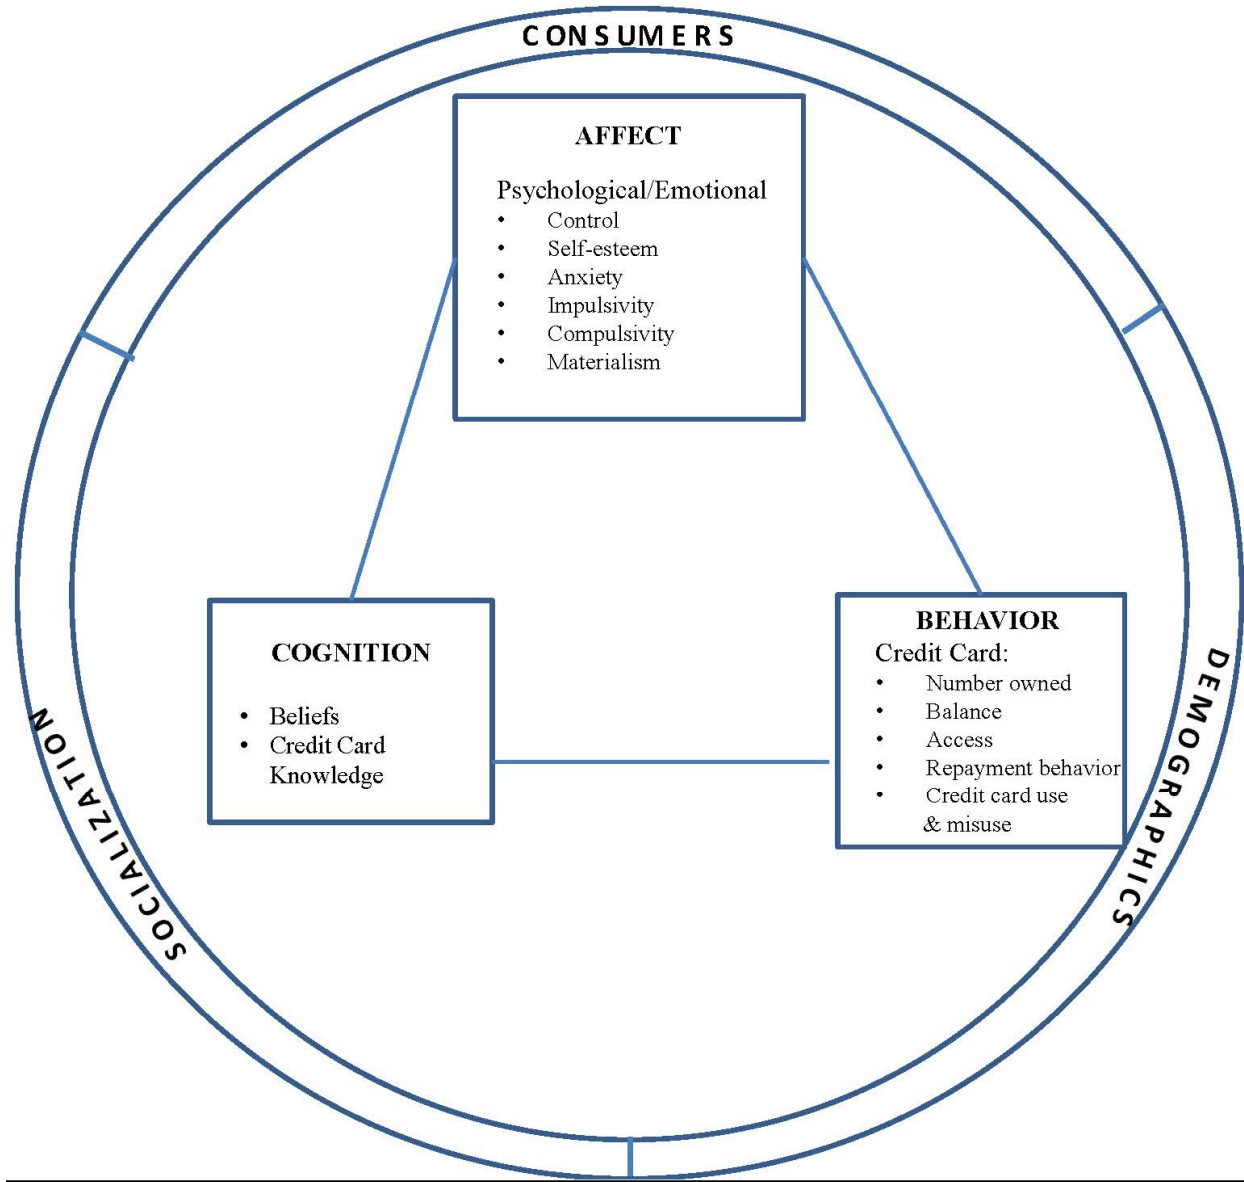 CONSUMERS
AFFECT
Psychological/Emotional
• Control
• Self-esteem
• Anxiety
• Impulsivity
• Compulsivity
• Materialism
COGNITION
• Beliefs
• Credit Card
Knowledge
BEHAVIOR
Credit Card:
• Number owned
• Balance
• Access
• Repayment behavior
• Credit card use
& misuse
SOCIALIZATION
DEMOGRAPHICS